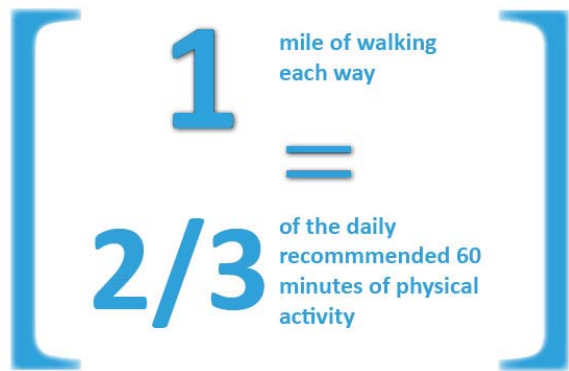 1
mile of walking
each way
=
2/3
of the daily
recommmended 60
minutes of physical
activity